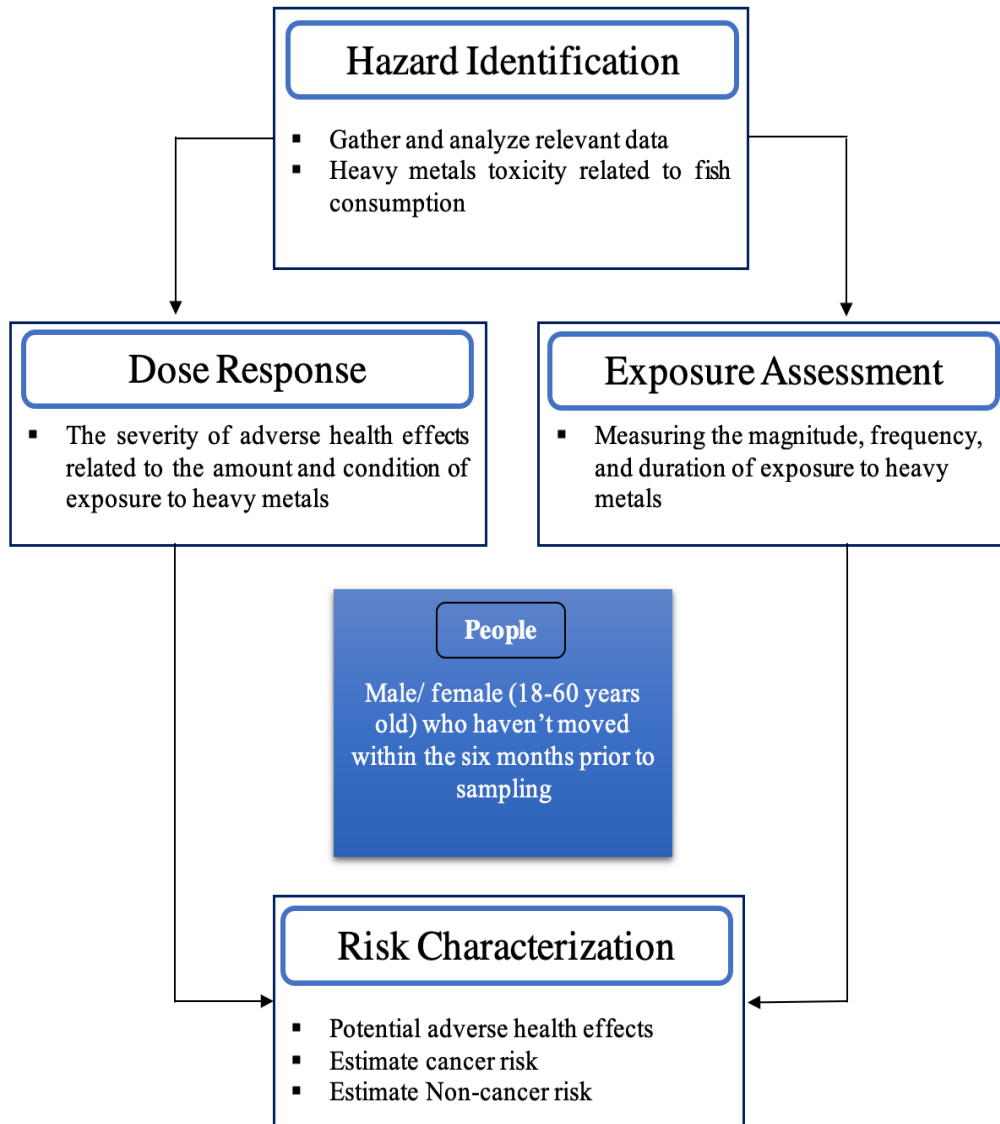 Hazard Identification
▪ Gather and analyze relevant data
▪ Heavy metals toxicity related to fish
consumption
Dose Response
▪ The severity of adverse health effects
related to the amount and condition of
exposure to heavy metals
Exposure Assessment
▪ Measuring the magnitude, frequency,
and duration of exposure to heavy
metals
People
Male/ female (18-60 years
old) who haven’t moved
within the six months prior to
sampling
Risk Characterization
▪ Potential adverse health effects
▪ Estimate cancer risk
▪ Estimate Non-cancer risk